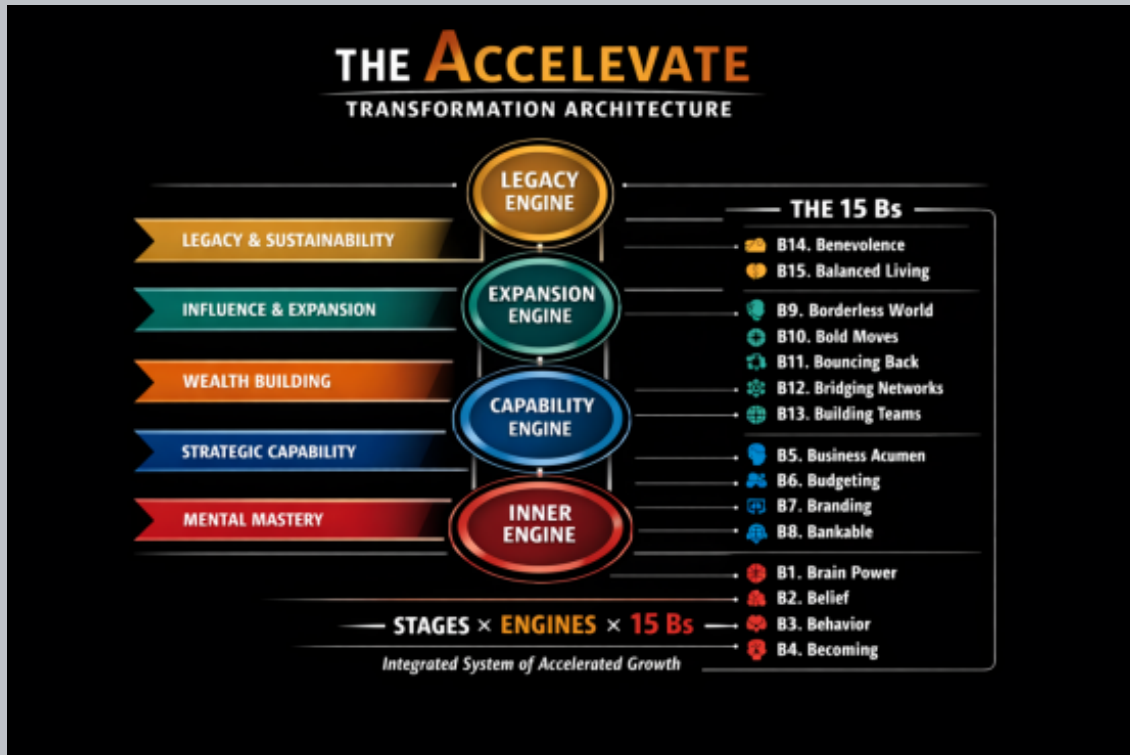 THE ACCELEVATE
TRANSFORMATION ARCHITECTURE
LEGACY
ENGINE
LEGACY & SUSTAINABILITY
EXPANSION
ENGINE
INFLUENCE & EXPANSION
WEALTH BUILDING
CAPABILITY
ENGINE
STRATEGIC CAPABILITY
INNER
ENGINE
MENTAL MASTERY
THE 15 Bs
B14. Benevolence
B15. Balanced Living
B9. Borderless World
B10. Bold Moves
B11. Bouncing Back
B12. Bridging Networks
B13. Building Teams
B5. Business Acumen
B6. Budgeting
B7. Branding
B8. Bankable
B1. Brain Power
B2. Belief
B3. Behavior
B4. Becoming
STAGES × ENGINES × 15 Bs
Integrated System of Accelerated Growth